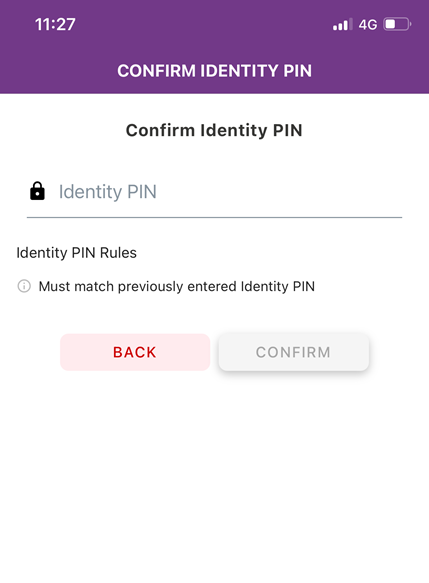 11:27
4G
CONFIRM IDENTITY PIN
Confirm Identity PIN
Identity PIN
Identity PIN Rules
Must match previously entered Identity PIN
BACK
CONFIRM